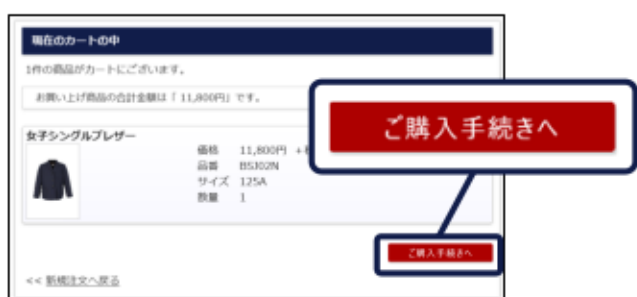 現在のカートの中
1件の商品がカートにございます。
お買い上げ商品の合計金額は「 11,800円」です。
ご購入手続きへ
女子シングルブレザー
価格 11,800円 +
品番 BSJ02N
サイズ 125A
数量 1
ご購入手続きへ
<< 新規注文へ戻る